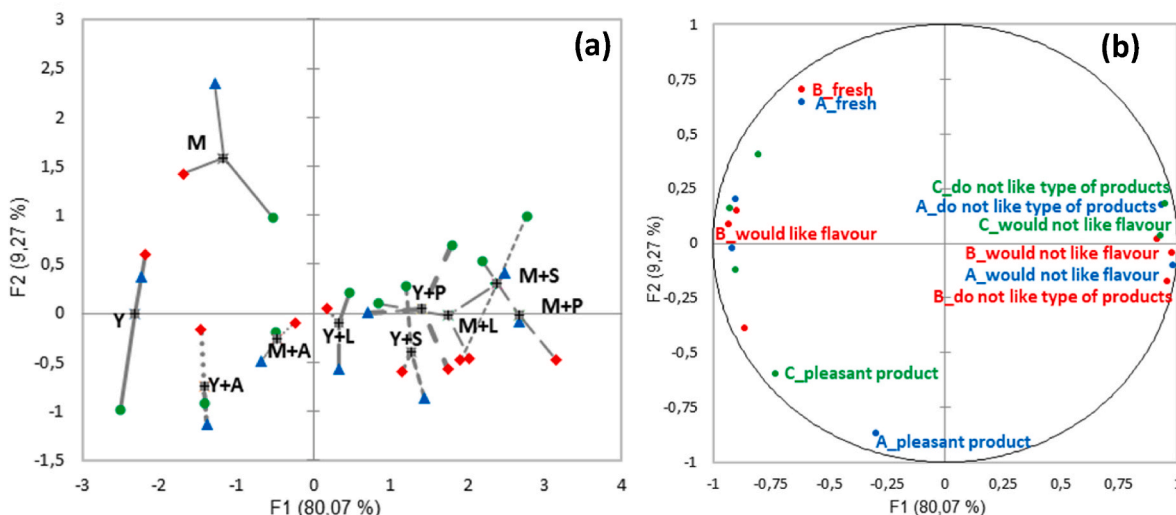 (a)
3
2,5
2
1,5
1
0,5
0
-0,5
-1
-1,5
F2 (9,27 %)
M
Y
Y+A
M+A
Y+L
Y+P
Y+S
M+L
M+S
M+P
-3
-2
-1
0
1
2
3
4
F1 (80,07 %)
(b)
1
0,75
0,5
0,25
0
-0,25
-0,5
-0,75
-1
F2 (9,27 %)
B_fresh
A_fresh
C_do not like type of products
A_do not like type of products
C_would not like flavour
B_would like flavour
B_would not like flavour
A_would not like flavour
B_do not like type of products
C_pleasant product
A_pleasant product
-1
-0,75
-0,5
-0,25
0
0,25
0,5
0,75
1
F1 (80,07 %)